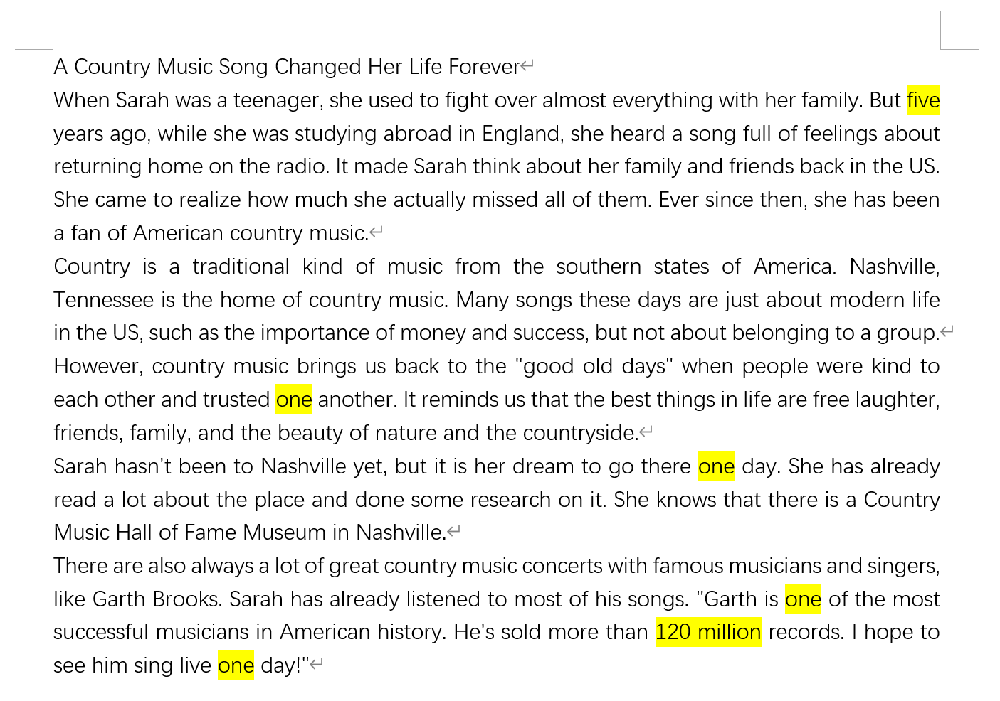 A Country Music Song Changed Her Life Forever
When Sarah was a teenager, she used to fight over almost everything with her family. But five
years ago, while she was studying abroad in England, she heard a song full of feelings about
returning home on the radio. It made Sarah think about her family and friends back in the US.
She came to realize how much she actually missed all of them. Ever since then, she has been
a fan of American country music.
Country is a traditional kind of music from the southern states of America. Nashville,
Tennessee is the home of country music. Many songs these days are just about modern life
in the US, such as the importance of money and success, but not about belonging to a group.
However, country music brings us back to the "good old days" when people were kind to
each other and trusted one another. It reminds us that the best things in life are free laughter,
friends, family, and the beauty of nature and the countryside.
Sarah hasn't been to Nashville yet, but it is her dream to go there one day. She has already
read a lot about the place and done some research on it. She knows that there is a Country
Music Hall of Fame Museum in Nashville.
There are also always a lot of great country music concerts with famous musicians and singers,
like Garth Brooks. Sarah has already listened to most of his songs. "Garth is one of the most
successful musicians in American history. He's sold more than 120 million records. I hope to
see him sing live one day!"